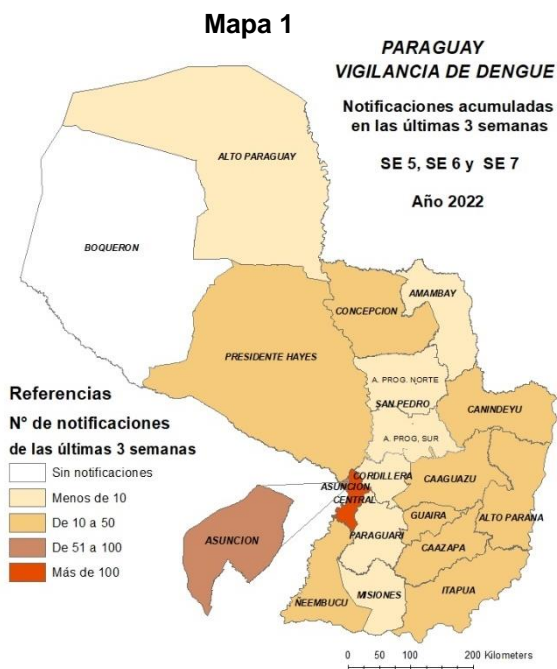 Mapa 1
PARAGUAY
VIGILANCIA DE DENGUE
Notificaciones acumuladas
en las últimas 3 semanas
SE 5, SE 6 y SE 7
Año 2022
ALTO PARAGUAY
BOQUERON
CONCEPCION
AMAMBAY
PRESIDENTE HAYES
A. PROG. NORTE
SAN PEDRO
A. PROG. SUR
CANINDEYU
CORDILLERA
ASUNCION
CENTRAL
CAAGUAZU
GUAIRA
ALTO PARANA
PARAGUARI
CAAZAPA
ASUNCION
ÑEEMBUCU
MISIONES
ITAPUA
Referencias
N° de notificaciones
de las últimas 3 semanas
Sin notificaciones
Menos de 10
De 10 a 50
De 51 a 100
Más de 100
0 50 100 200 Kilometers